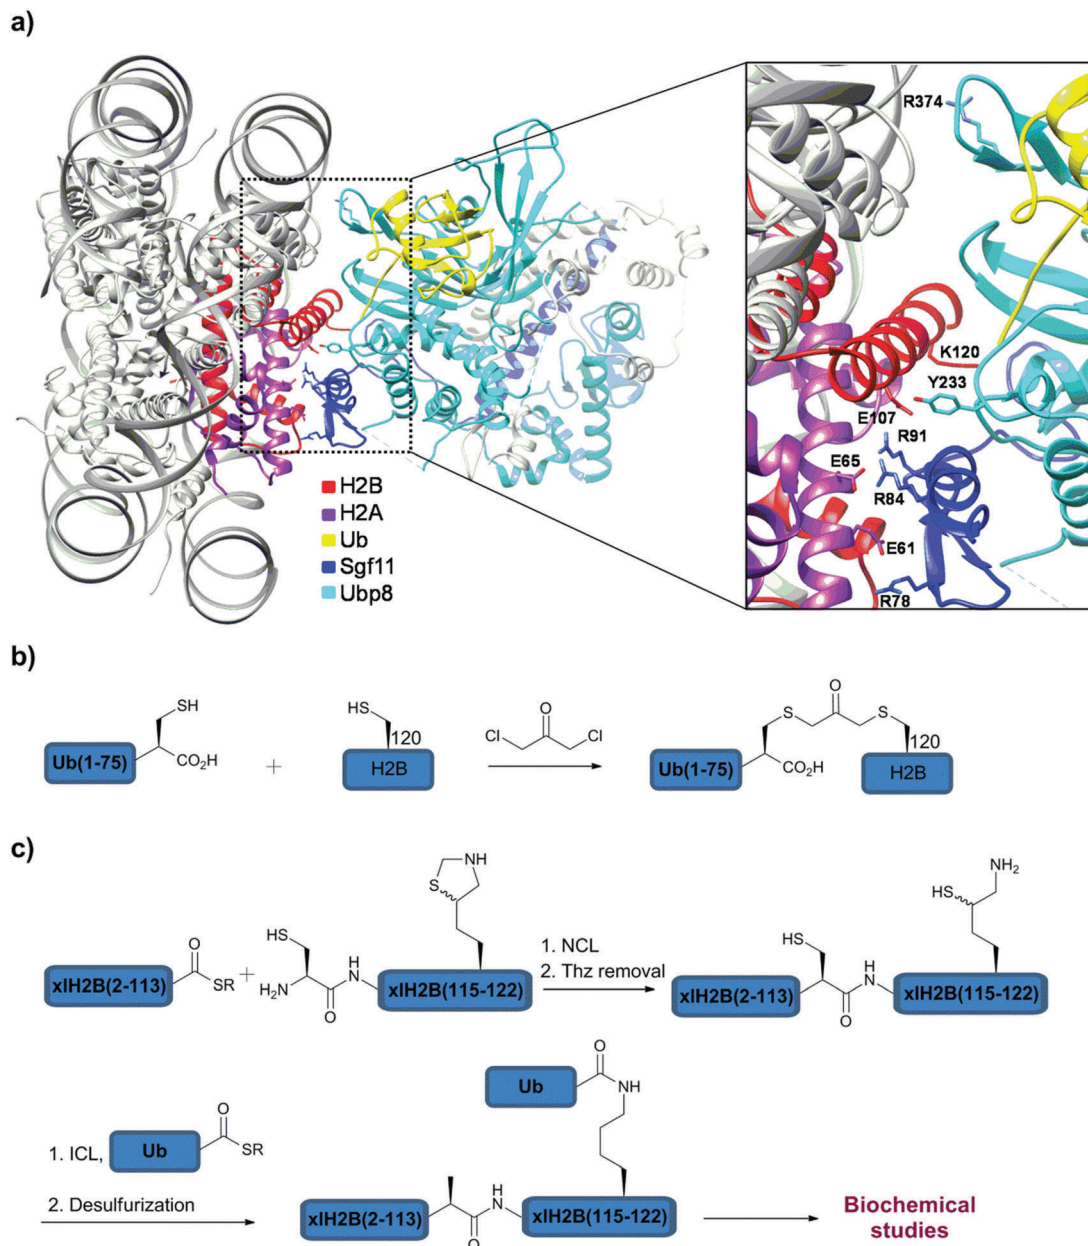 a)
R374
K120
Y233
E107
R91
E65
R84
E61
R78
H2B
H2A
Ub
Sgf11
Ubp8
b)
SH
HS
O
O
S
S
120
Cl
Cl
120
Ub(1-75)
CO₂H
+
H2B
Ub(1-75)
CO₂H
H2B
c)
NH
S
NH₂
HS
O
HS
H
N
1. NCL
HS
H
N
xlH2B(2-113)
SR
+
H₂N
O
xlH2B(115-122)
2. Thz removal
xlH2B(2-113)
O
xlH2B(115-122)
O
Ub
NH
O
1. ICL,
Ub
SR
2. Desulfurization
H
N
xlH2B(2-113)
O
xlH2B(115-122)
Biochemical
studies